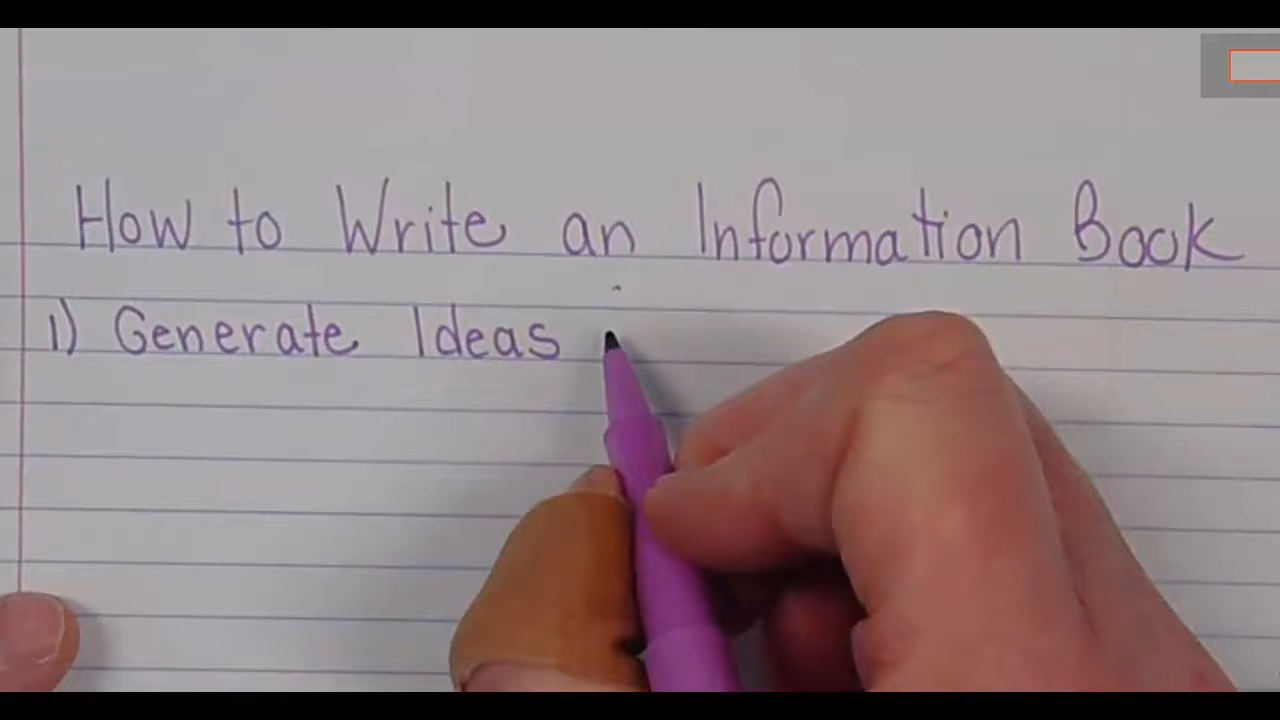 How to Write an Information Book
1) Generate Ideas